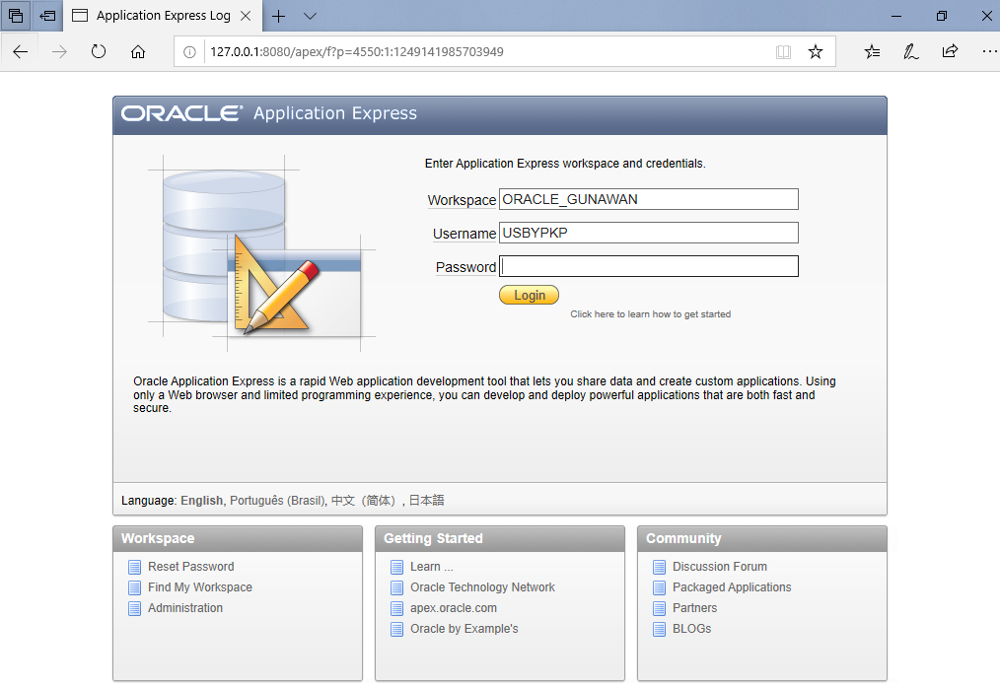 Application Express Log
127.0.0.1:8080/apex/f?p=4550:1:1249141985703949
ORACLE® Application Express
Enter Application Express workspace and credentials.
Workspace ORACLE_GUNAWAN
Username USBYPKP
Password
Login
Click here to learn how to get started
Oracle Application Express is a rapid Web application development tool that lets you share data and create custom applications. Using
only a Web browser and limited programming experience, you can develop and deploy powerful applications that are both fast and
secure.
Language: English, Português (Brasil), 中文（简体）, 日本語
Workspace
Reset Password
Find My Workspace
Administration
Getting Started
Learn ...
Oracle Technology Network
apex.oracle.com
Oracle by Example's
Community
Discussion Forum
Packaged Applications
Partners
BLOGs